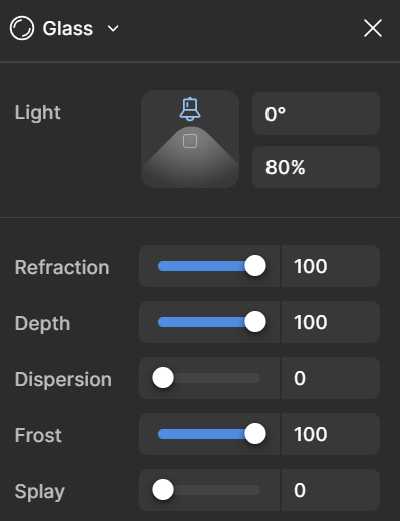 Glass
Light
0°
80%
Refraction 100
Depth 100
Dispersion 0
Frost 100
Splay 0